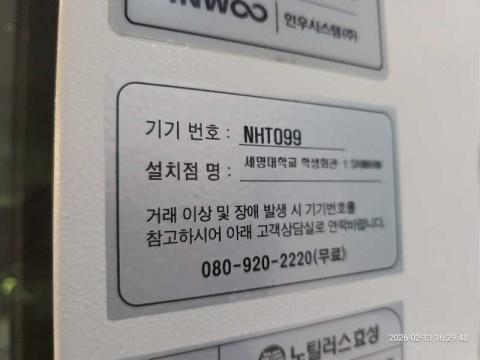 INWOO 인우시스템(주)
기기 번호 : NHT099
설치점 명 : 세명대학교 학생회관-1
거래 이상 및 장애 발생 시 기기번호를
참고하시어 아래 고객상담실로 연락바랍니다.
080-920-2220(무료)
노틸러스효성
2026-02-13 16:29:48